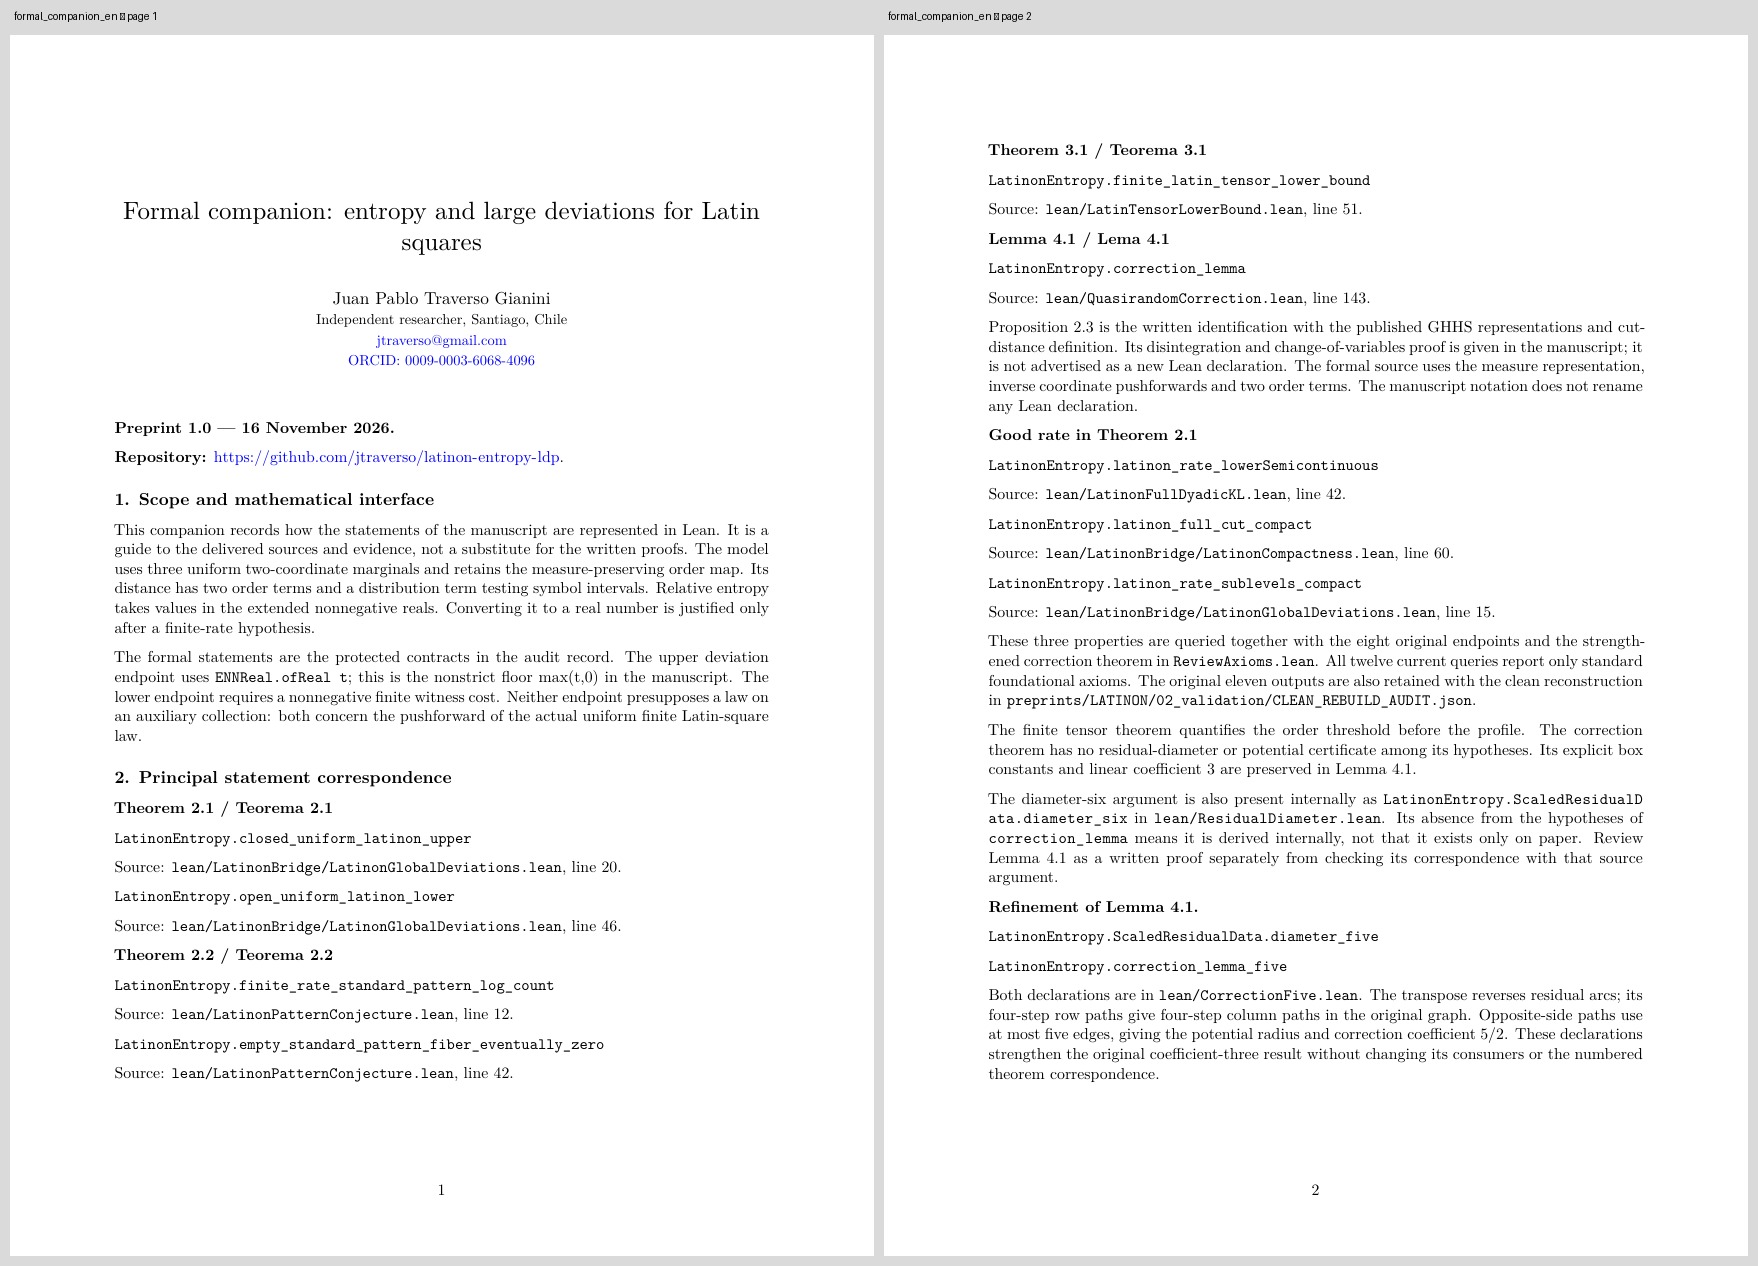 formal_companion_en page 1
Formal companion: entropy and large deviations for Latin
squares
Juan Pablo Traverso Gianini
Independent researcher, Santiago, Chile
jtraverso@gmail.com
ORCID: 0009-0003-6068-4096
Preprint 1.0 — 16 November 2026.
Repository: https://github.com/jtraverso/latinon-entropy-ldp.
1. Scope and mathematical interface
This companion records how the statements of the manuscript are represented in Lean. It is a
guide to the delivered sources and evidence, not a substitute for the written proofs. The model
uses three uniform two-coordinate marginals and retains the measure-preserving order map. Its
distance has two order terms and a distribution term testing symbol intervals. Relative entropy
takes values in the extended nonnegative reals. Converting it to a real number is justified only
after a finite-rate hypothesis.
The formal statements are the protected contracts in the audit record. The upper deviation
endpoint uses ENNReal.ofReal t; this is the nonstrict floor max(t,0) in the manuscript. The
lower endpoint requires a nonnegative finite witness cost. Neither endpoint presupposes a law on
an auxiliary collection: both concern the pushforward of the actual uniform finite Latin-square
law.
2. Principal statement correspondence
Theorem 2.1 / Teorema 2.1
LatinonEntropy.closed_uniform_latinon_upper
Source: lean/LatinonBridge/LatinonGlobalDeviations.lean, line 20.
LatinonEntropy.open_uniform_latinon_lower
Source: lean/LatinonBridge/LatinonGlobalDeviations.lean, line 46.
Theorem 2.2 / Teorema 2.2
LatinonEntropy.finite_rate_standard_pattern_log_count
Source: lean/LatinonPatternConjecture.lean, line 12.
LatinonEntropy.empty_standard_pattern_fiber_eventually_zero
Source: lean/LatinonPatternConjecture.lean, line 42.
1
formal_companion_en page 2
Theorem 3.1 / Teorema 3.1
LatinonEntropy.finite_latin_tensor_lower_bound
Source: lean/LatinTensorLowerBound.lean, line 51.
Lemma 4.1 / Lema 4.1
LatinonEntropy.correction_lemma
Source: lean/QuasirandomCorrection.lean, line 143.
Proposition 2.3 is the written identification with the published GHHS representations and cut-
distance definition. Its disintegration and change-of-variables proof is given in the manuscript; it
is not advertised as a new Lean declaration. The formal source uses the measure representation,
inverse coordinate pushforwards and two order terms. The manuscript notation does not rename
any Lean declaration.
Good rate in Theorem 2.1
LatinonEntropy.latinon_rate_lowerSemicontinuous
Source: lean/LatinonFullDyadicKL.lean, line 42.
LatinonEntropy.latinon_full_cut_compact
Source: lean/LatinonBridge/LatinonCompactness.lean, line 60.
LatinonEntropy.latinon_rate_sublevels_compact
Source: lean/LatinonBridge/LatinonGlobalDeviations.lean, line 15.
These three properties are queried together with the eight original endpoints and the strength-
ened correction theorem in ReviewAxioms.lean. All twelve current queries report only standard
foundational axioms. The original eleven outputs are also retained with the clean reconstruction
in preprints/LATINON/02_validation/CLEAN_REBUILD_AUDIT.json.
The finite tensor theorem quantifies the order threshold before the profile. The correction
theorem has no residual-diameter or potential certificate among its hypotheses. Its explicit box
constants and linear coefficient 3 are preserved in Lemma 4.1.
The diameter-six argument is also present internally as LatinonEntropy.ScaledResidualD
ata.diameter_six in lean/ResidualDiameter.lean. Its absence from the hypotheses of
correction_lemma means it is derived internally, not that it exists only on paper. Review
Lemma 4.1 as a written proof separately from checking its correspondence with that source
argument.
Refinement of Lemma 4.1.
LatinonEntropy.ScaledResidualData.diameter_five
LatinonEntropy.correction_lemma_five
Both declarations are in lean/CorrectionFive.lean. The transpose reverses residual arcs; its
four-step row paths give four-step column paths in the original graph. Opposite-side paths use
at most five edges, giving the potential radius and correction coefficient 5/2. These declarations
strengthen the original coefficient-three result without changing its consumers or the numbered
theorem correspondence.
2